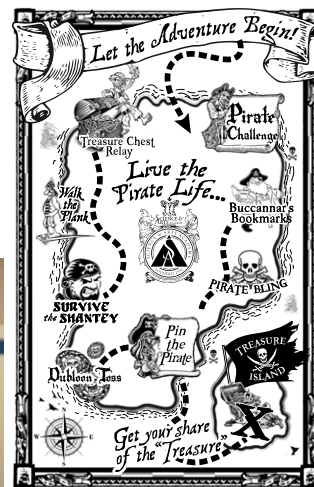 Let the Adventure Begin!
Treasure Chest
Relay
Pirate
Challenge
Live the
Pirate Life...
Walk
the
Plank
Buccannar's
Bookmarks
SURVIVE
the SHANTEY
PIRATE BLING
Pin
the
Pirate
Dubloon Toss
TREASURE
ISLAND
X
Get your share
of the "Treasure"
W
E
S